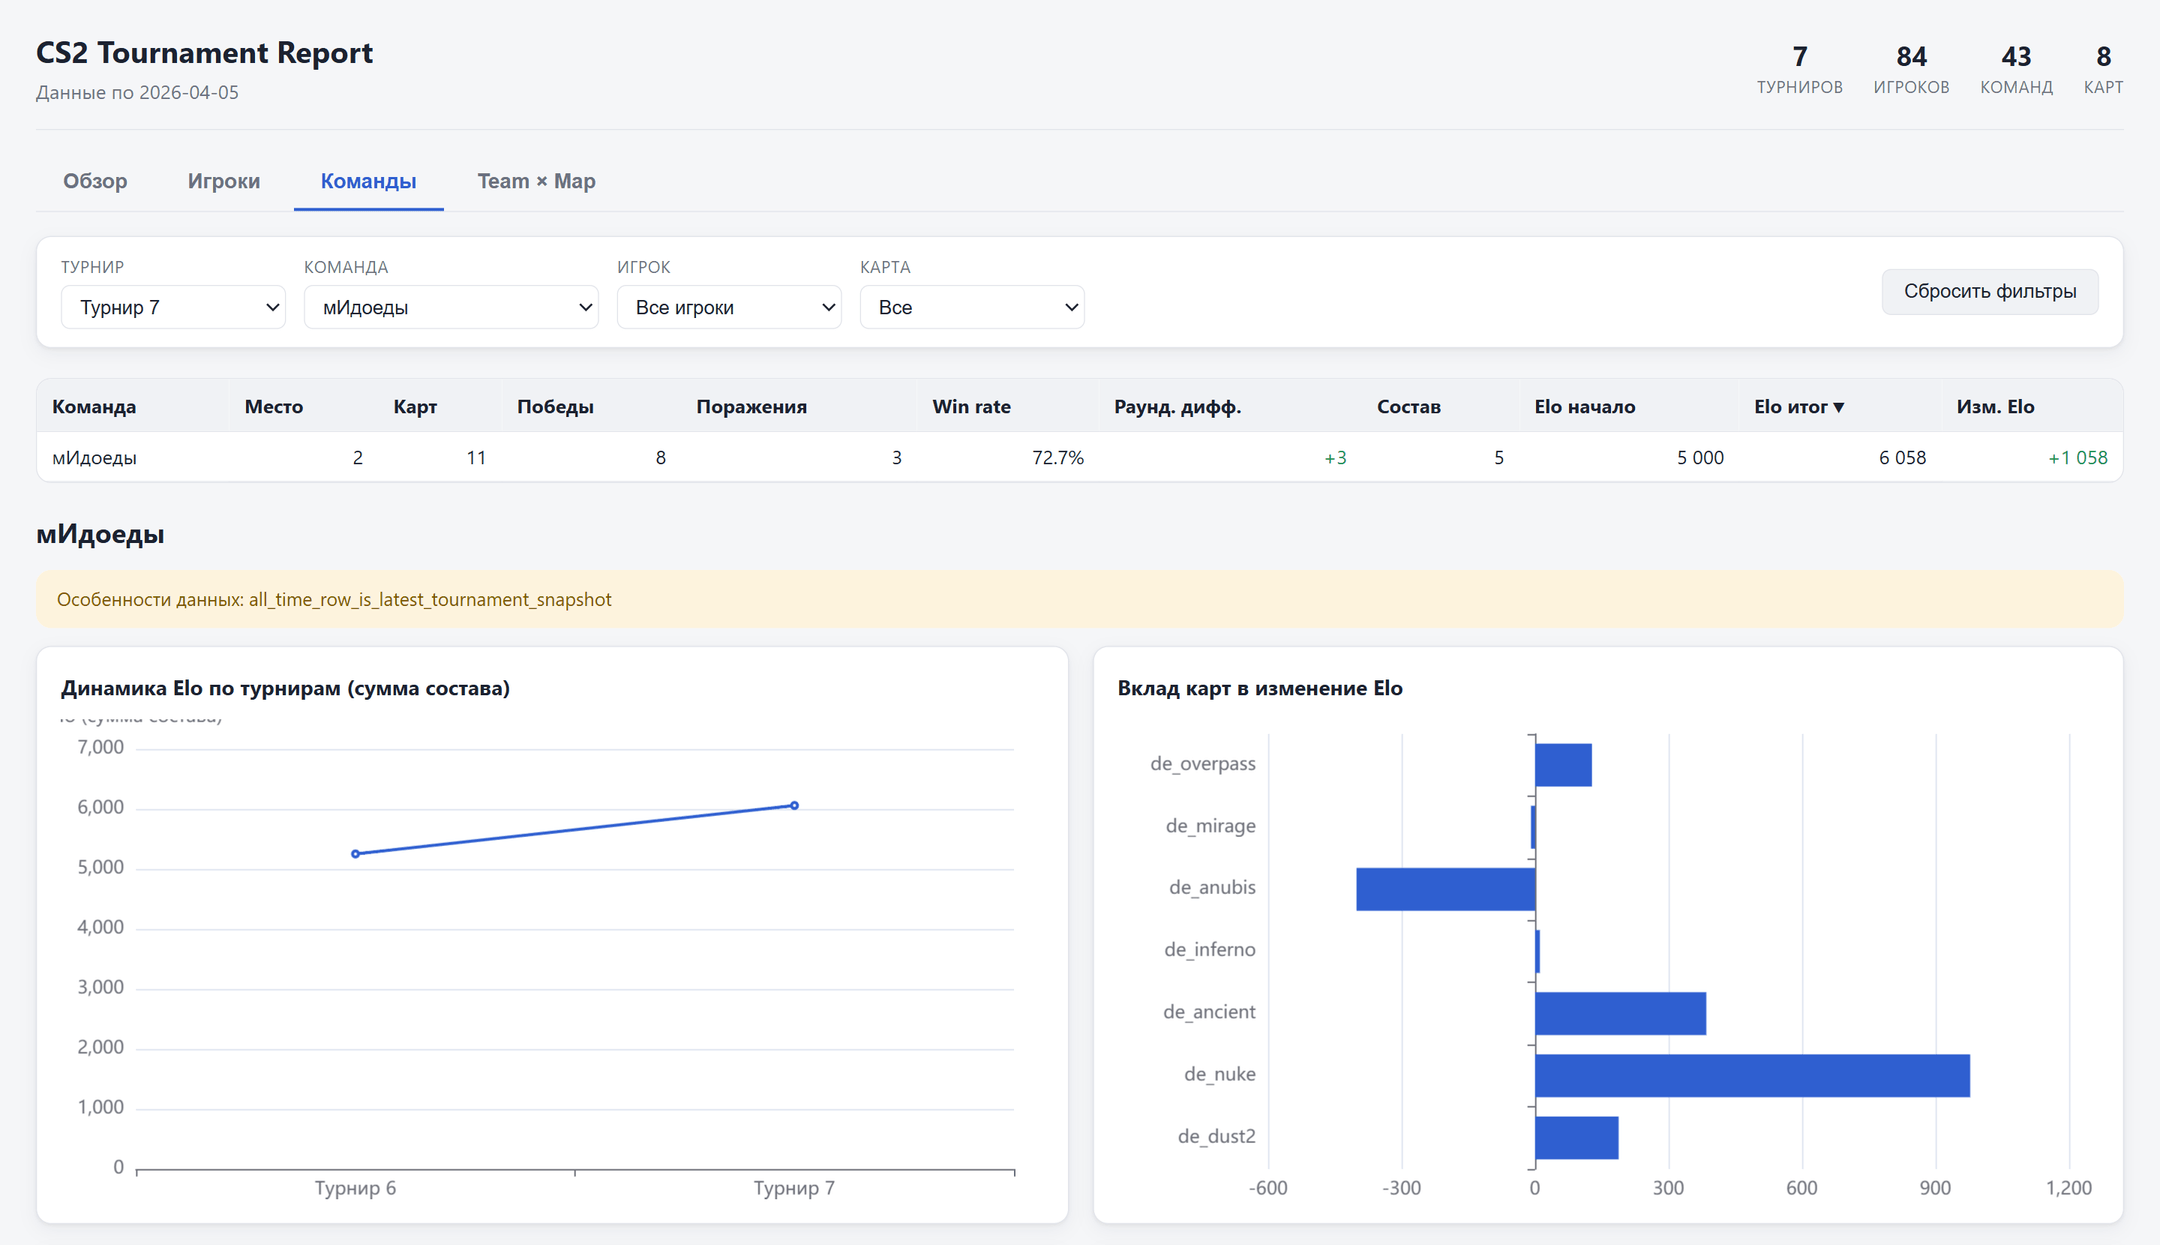 CS2 Tournament Report
Данные по 2026-04-05
7 84 43 8
ТУРНИРОВ ИГРОКОВ КОМАНД КАРТ
Обзор Игроки Команды Team × Map
ТУРНИР КОМАНДА ИГРОК КАРТА
Турнир 7 мИдоеды Все игроки Все Сбросить фильтры
Команда Место Карт Победы Поражения Win rate Раунд. дифф. Состав Elo начало Elo итог ▼ Изм. Elo
мИдоеды 2 11 8 3 72.7% +3 5 5 000 6 058 +1 058
мИдоеды
Особенности данных: all_time_row_is_latest_tournament_snapshot
Динамика Elo по турнирам (сумма состава)
(сумма состава)
7,000
6,000
5,000
4,000
3,000
2,000
1,000
0
Турнир 6 Турнир 7
Вклад карт в изменение Elo
de_overpass
de_mirage
de_anubis
de_inferno
de_ancient
de_nuke
de_dust2
-600 -300 0 300 600 900 1,200